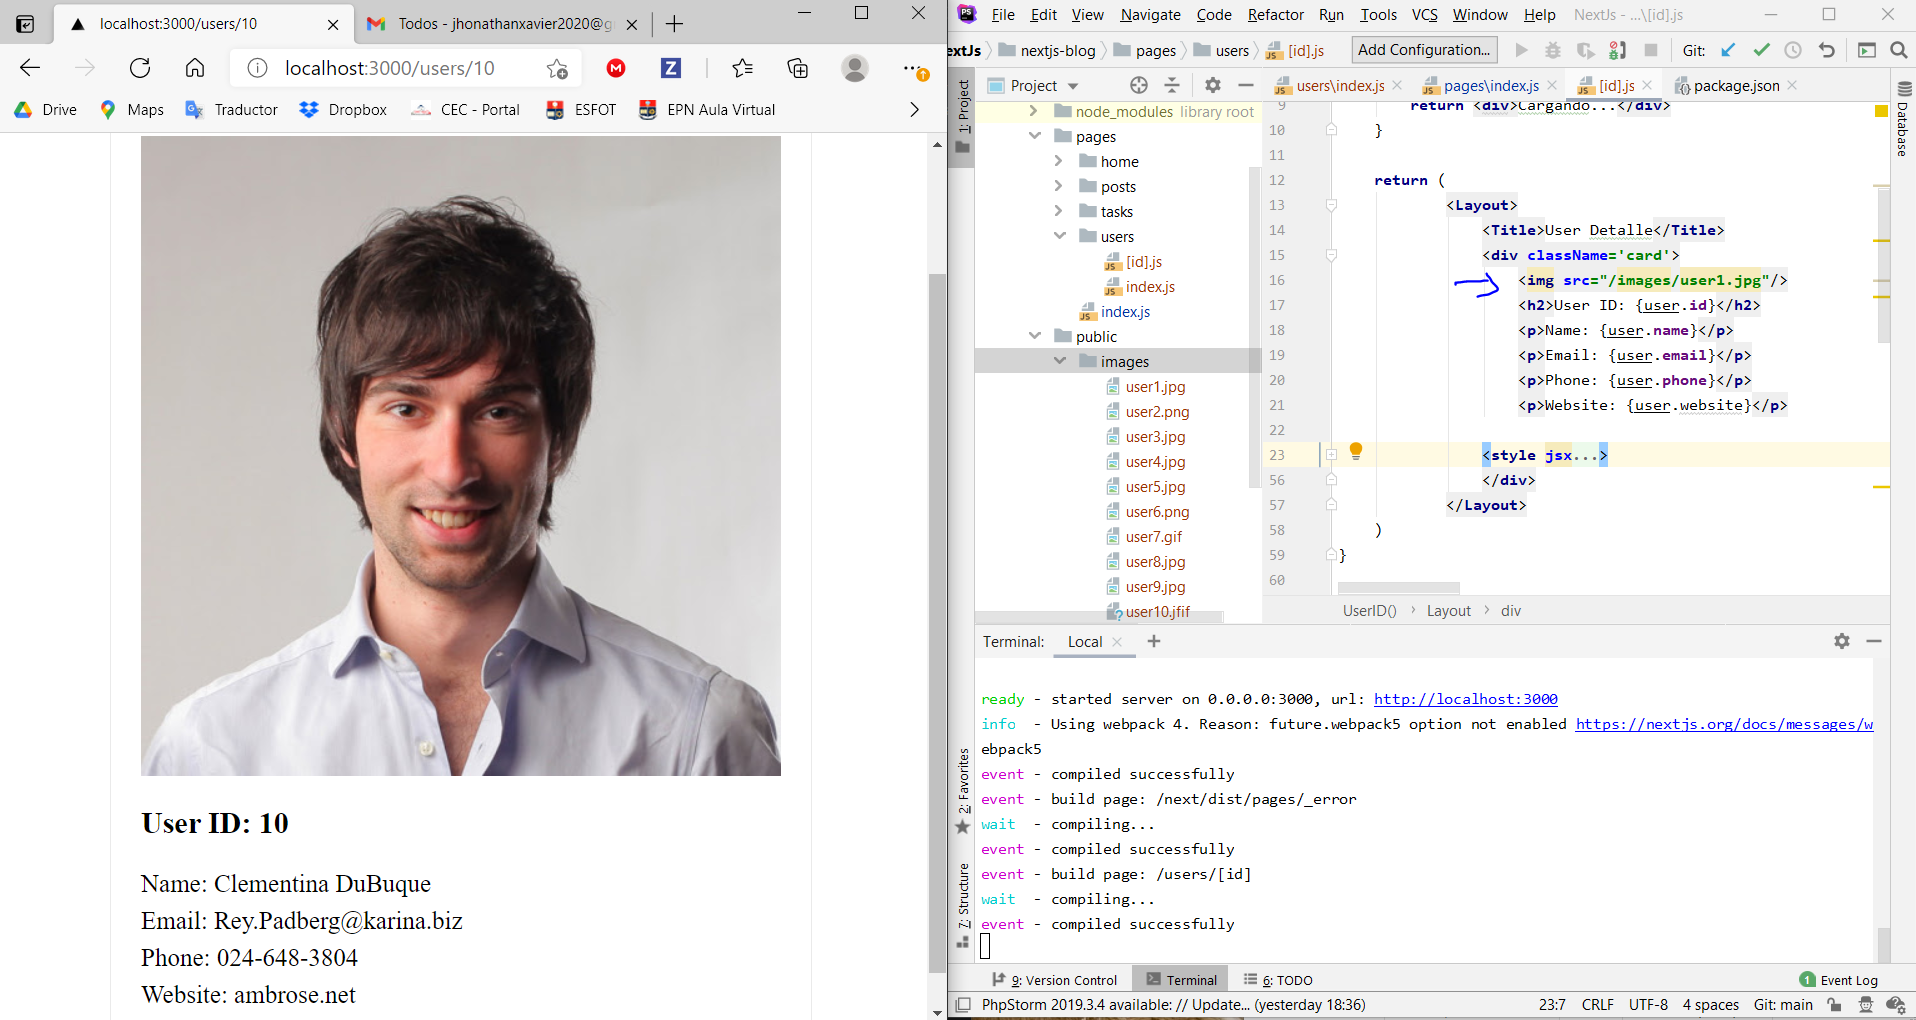 localhost:3000/users/10
Todos - jhonathanxavier2020@g
localhost:3000/users/10
Drive
Maps
Traductor
Dropbox
CEC - Portal
ESFOT
EPN Aula Virtual
User ID: 10
Name: Clementina DuBuque
Email: Rey.Padberg@karina.biz
Phone: 024-648-3804
Website: ambrose.net
File Edit View Navigate Code Refactor Run Tools VCS Window Help NextJs - ...\[id].js
extJs nextjs-blog pages users [id].js Add Configuration... Git:
1: Project
Project
node_modules library root
pages
home
posts
tasks
users
[id].js
index.js
index.js
public
images
user1.jpg
user2.png
user3.jpg
user4.jpg
user5.jpg
user6.png
user7.gif
user8.jpg
user9.jpg
user10.jfif
users\index.js pages\index.js [id].js package.json
Database
9 return <div>Cargando...</div>
10 }
11
12 return (
13 <Layout>
14 <Title>User Detalle</Title>
15 <div className='card'>
16 <img src="/images/user1.jpg"/>
17 <h2>User ID: {user.id}</h2>
18 <p>Name: {user.name}</p>
19 <p>Email: {user.email}</p>
20 <p>Phone: {user.phone}</p>
21 <p>Website: {user.website}</p>
22
23 <style jsx...>
56 </div>
57 </Layout>
58 )
59 }
60
UserID() › Layout › div
Terminal: Local
ready - started server on 0.0.0.0:3000, url: http://localhost:3000
info - Using webpack 4. Reason: future.webpack5 option not enabled https://nextjs.org/docs/messages/w
ebpack5
event - compiled successfully
event - build page: /next/dist/pages/_error
wait - compiling...
event - compiled successfully
event - build page: /users/[id]
wait - compiling...
event - compiled successfully
2: Favorites
7: Structure
9: Version Control Terminal 6: TODO 1 Event Log
PhpStorm 2019.3.4 available: // Update... (yesterday 18:36) 23:7 CRLF UTF-8 4 spaces Git: main